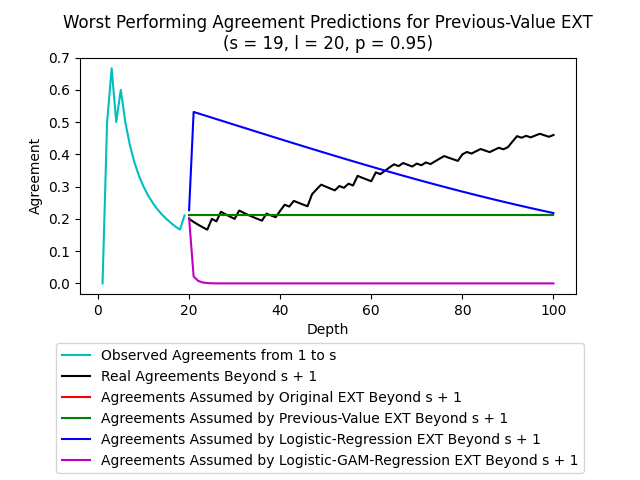 Worst Performing Agreement Predictions for Previous-Value EXT
(s = 19, l = 20, p = 0.95)
0.7
0.6
0.5
0.4
0.3
0.2
0.1
0.0
Agreement
0 20 40 60 80 100
Depth
Observed Agreements from 1 to s
Real Agreements Beyond s + 1
Agreements Assumed by Original EXT Beyond s + 1
Agreements Assumed by Previous-Value EXT Beyond s + 1
Agreements Assumed by Logistic-Regression EXT Beyond s + 1
Agreements Assumed by Logistic-GAM-Regression EXT Beyond s + 1